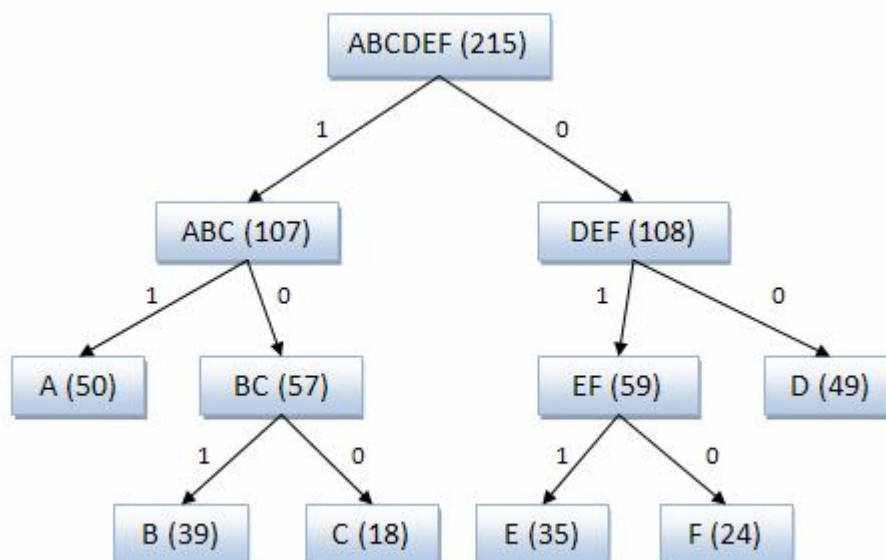 ABCDEF (215)
1 0
ABC (107) DEF (108)
1 0 1 0
A (50) BC (57) EF (59) D (49)
1 0 1 0
B (39) C (18) E (35) F (24)